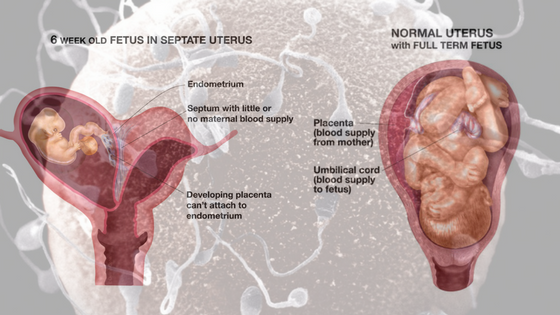 6 WEEK OLD FETUS IN SEPTATE UTERUS
Endometrium
Septum with little or
no maternal blood supply
Developing placenta
can't attach to
endometrium
NORMAL UTERUS
with FULL TERM FETUS
Placenta
(blood supply
from mother)
Umbilical cord
(blood supply
to fetus)